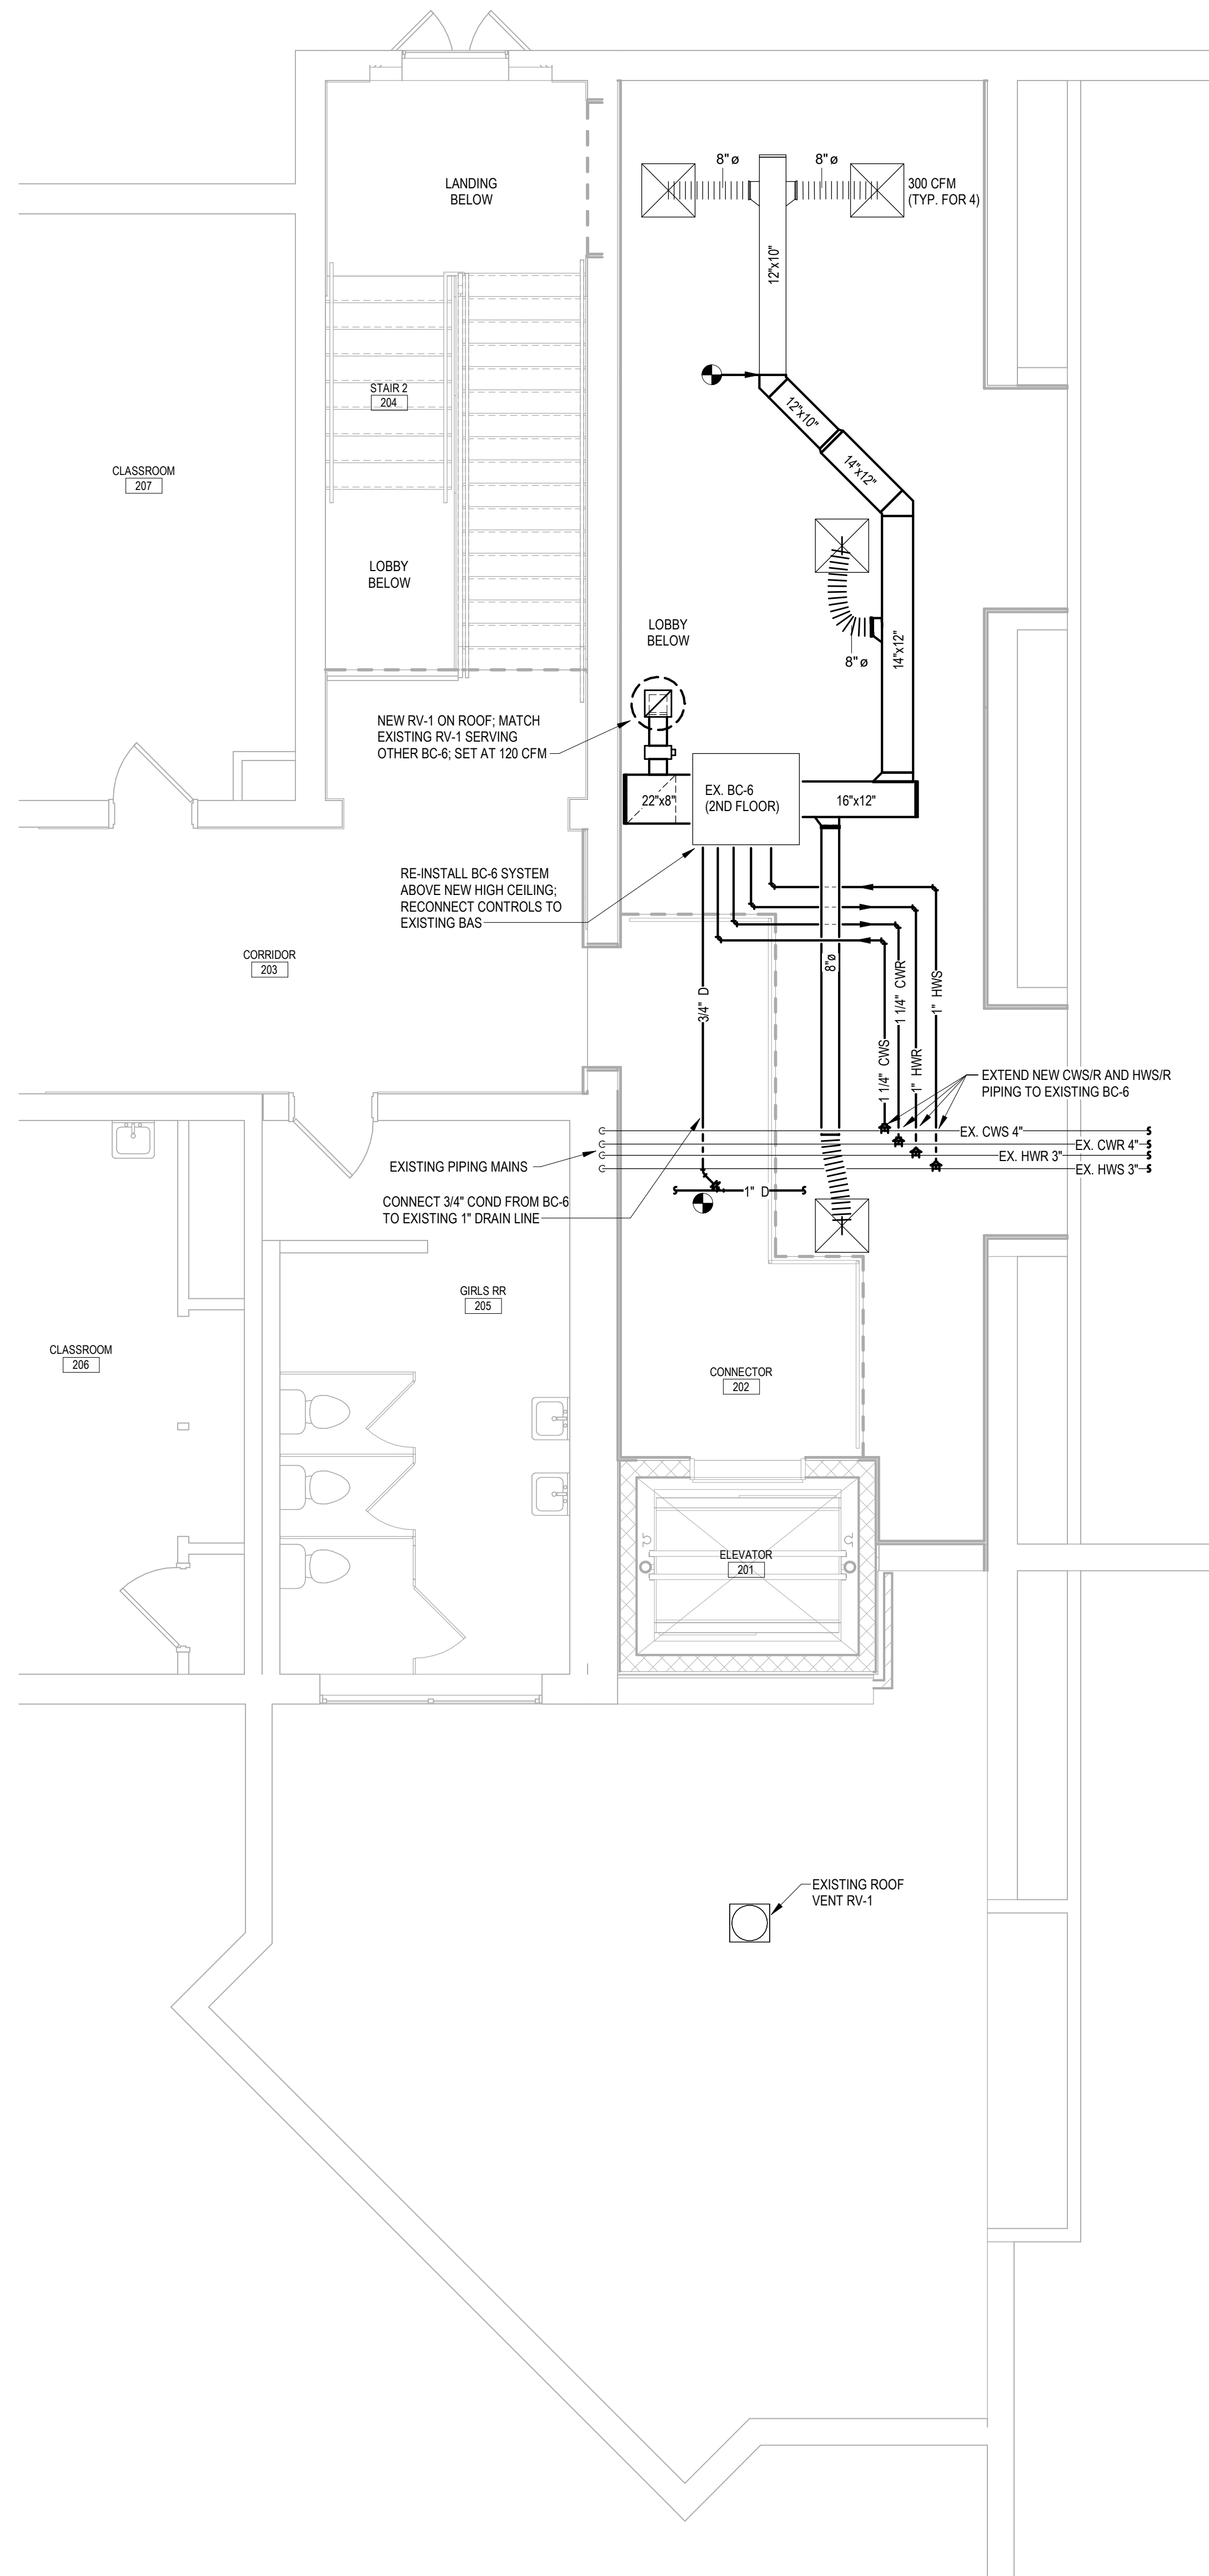 8"ø
8"ø
300 CFM
(TYP. FOR 4)
LANDING
BELOW
12"x10"
STAIR 2
204
12"x10"
14"x12"
CLASSROOM
207
LOBBY
BELOW
LOBBY
BELOW
14"x12"
8"ø
NEW RV-1 ON ROOF; MATCH
EXISTING RV-1 SERVING
OTHER BC-6; SET AT 120 CFM
22"x8"
EX. BC-6
(2ND FLOOR)
16"x12"
RE-INSTALL BC-6 SYSTEM
ABOVE NEW HIGH CEILING;
RECONNECT CONTROLS TO
EXISTING BAS
CORRIDOR
203
8"ø
3/4" D
1 1/4" CWS
1 1/4" CWR
1" HWR
1" HWS
EXTEND NEW CWS/R AND HWS/R
PIPING TO EXISTING BC-6
EX. CWS 4"
EX. CWR 4"
EX. HWR 3"
EX. HWS 3"
EXISTING PIPING MAINS
CONNECT 3/4" COND FROM BC-6
TO EXISTING 1" DRAIN LINE
1" D
GIRLS RR
205
CLASSROOM
206
CONNECTOR
202
ELEVATOR
201
EXISTING ROOF
VENT RV-1